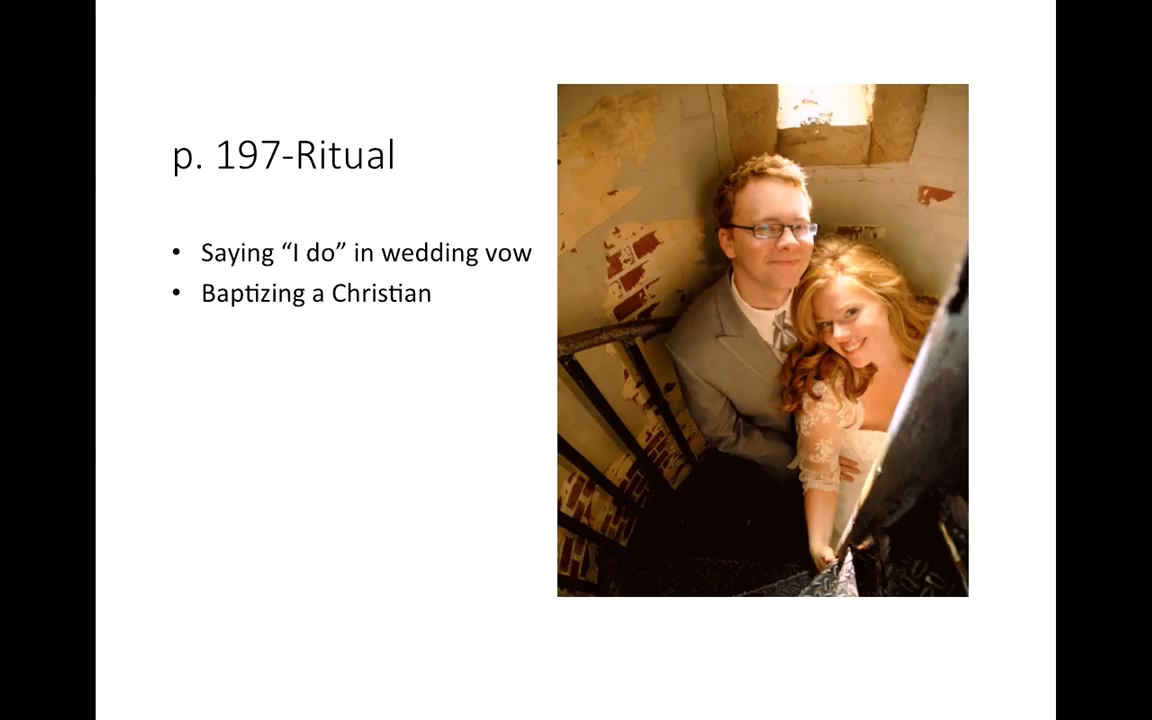 p. 197-Ritual
• Saying “I do” in wedding vow
• Baptizing a Christian